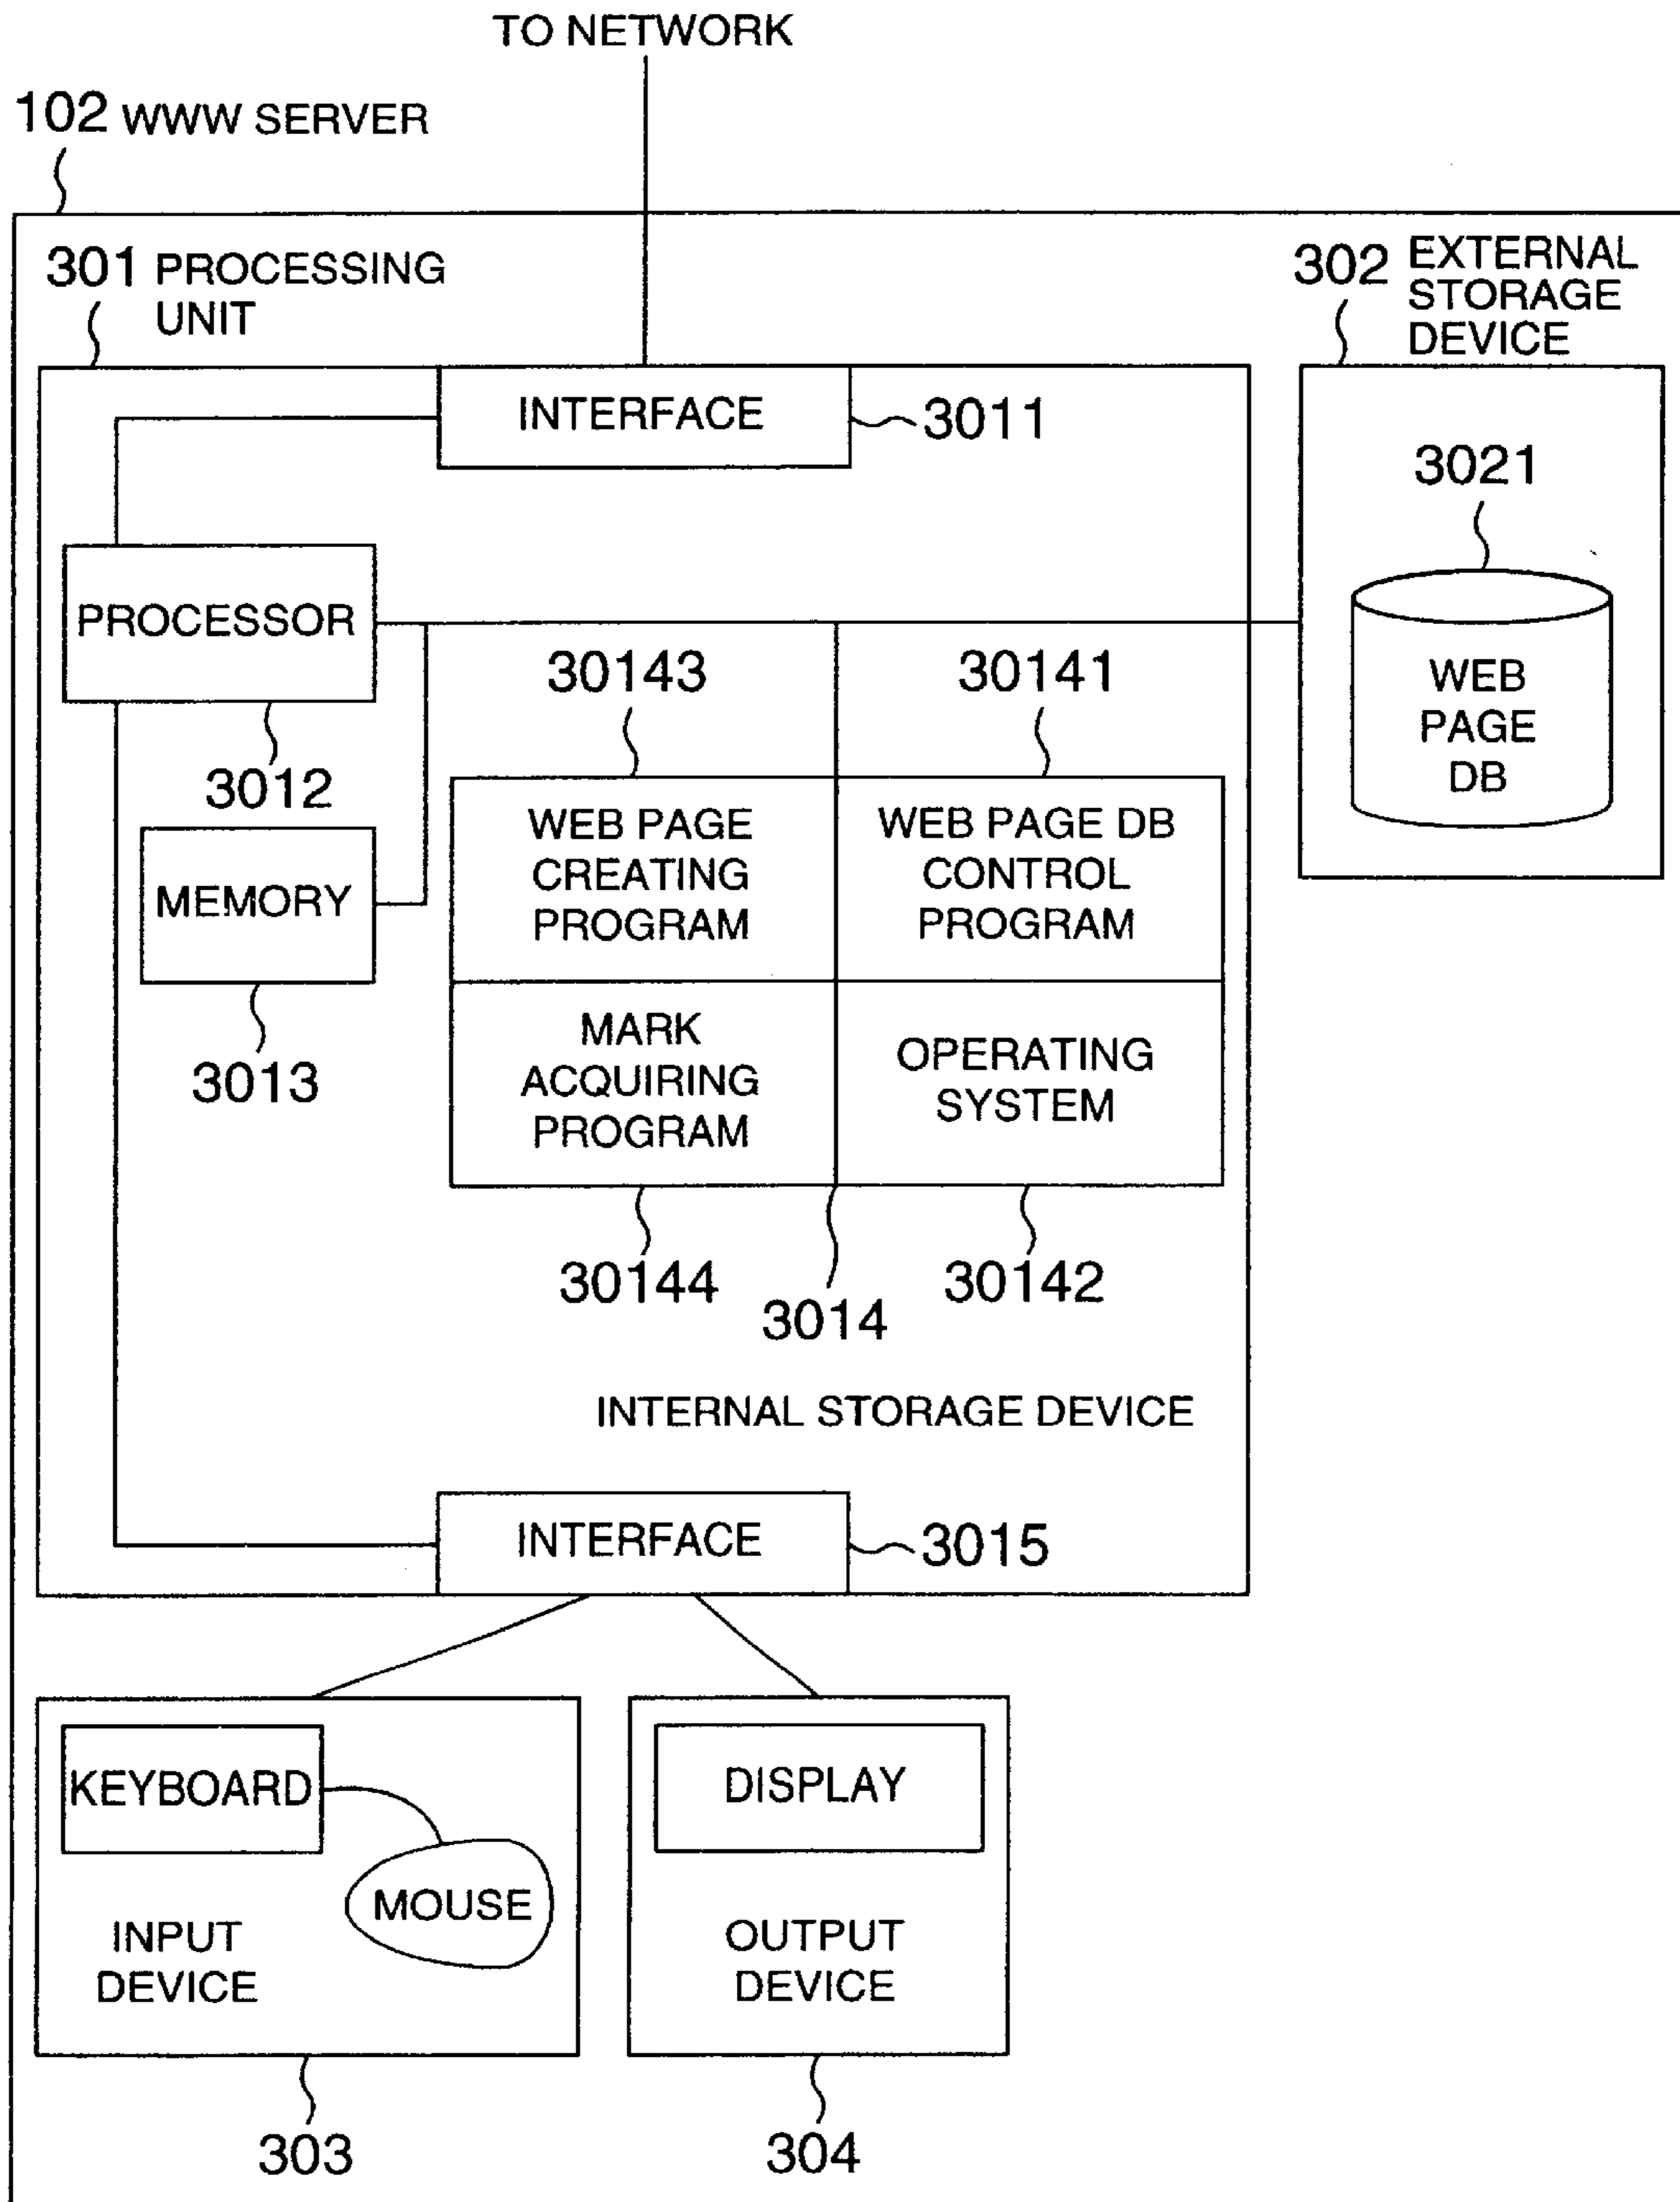 TO NETWORK
102 WWW SERVER
301 PROCESSING
UNIT
302 EXTERNAL
STORAGE
DEVICE
INTERFACE
3011
3021
PROCESSOR
WEB
PAGE
DB
30143
30141
3012
WEB PAGE
CREATING
PROGRAM
WEB PAGE DB
CONTROL
PROGRAM
MEMORY
3013
MARK
ACQUIRING
PROGRAM
OPERATING
SYSTEM
30144
3014
30142
INTERNAL STORAGE DEVICE
INTERFACE
3015
KEYBOARD
MOUSE
INPUT
DEVICE
DISPLAY
OUTPUT
DEVICE
303
304